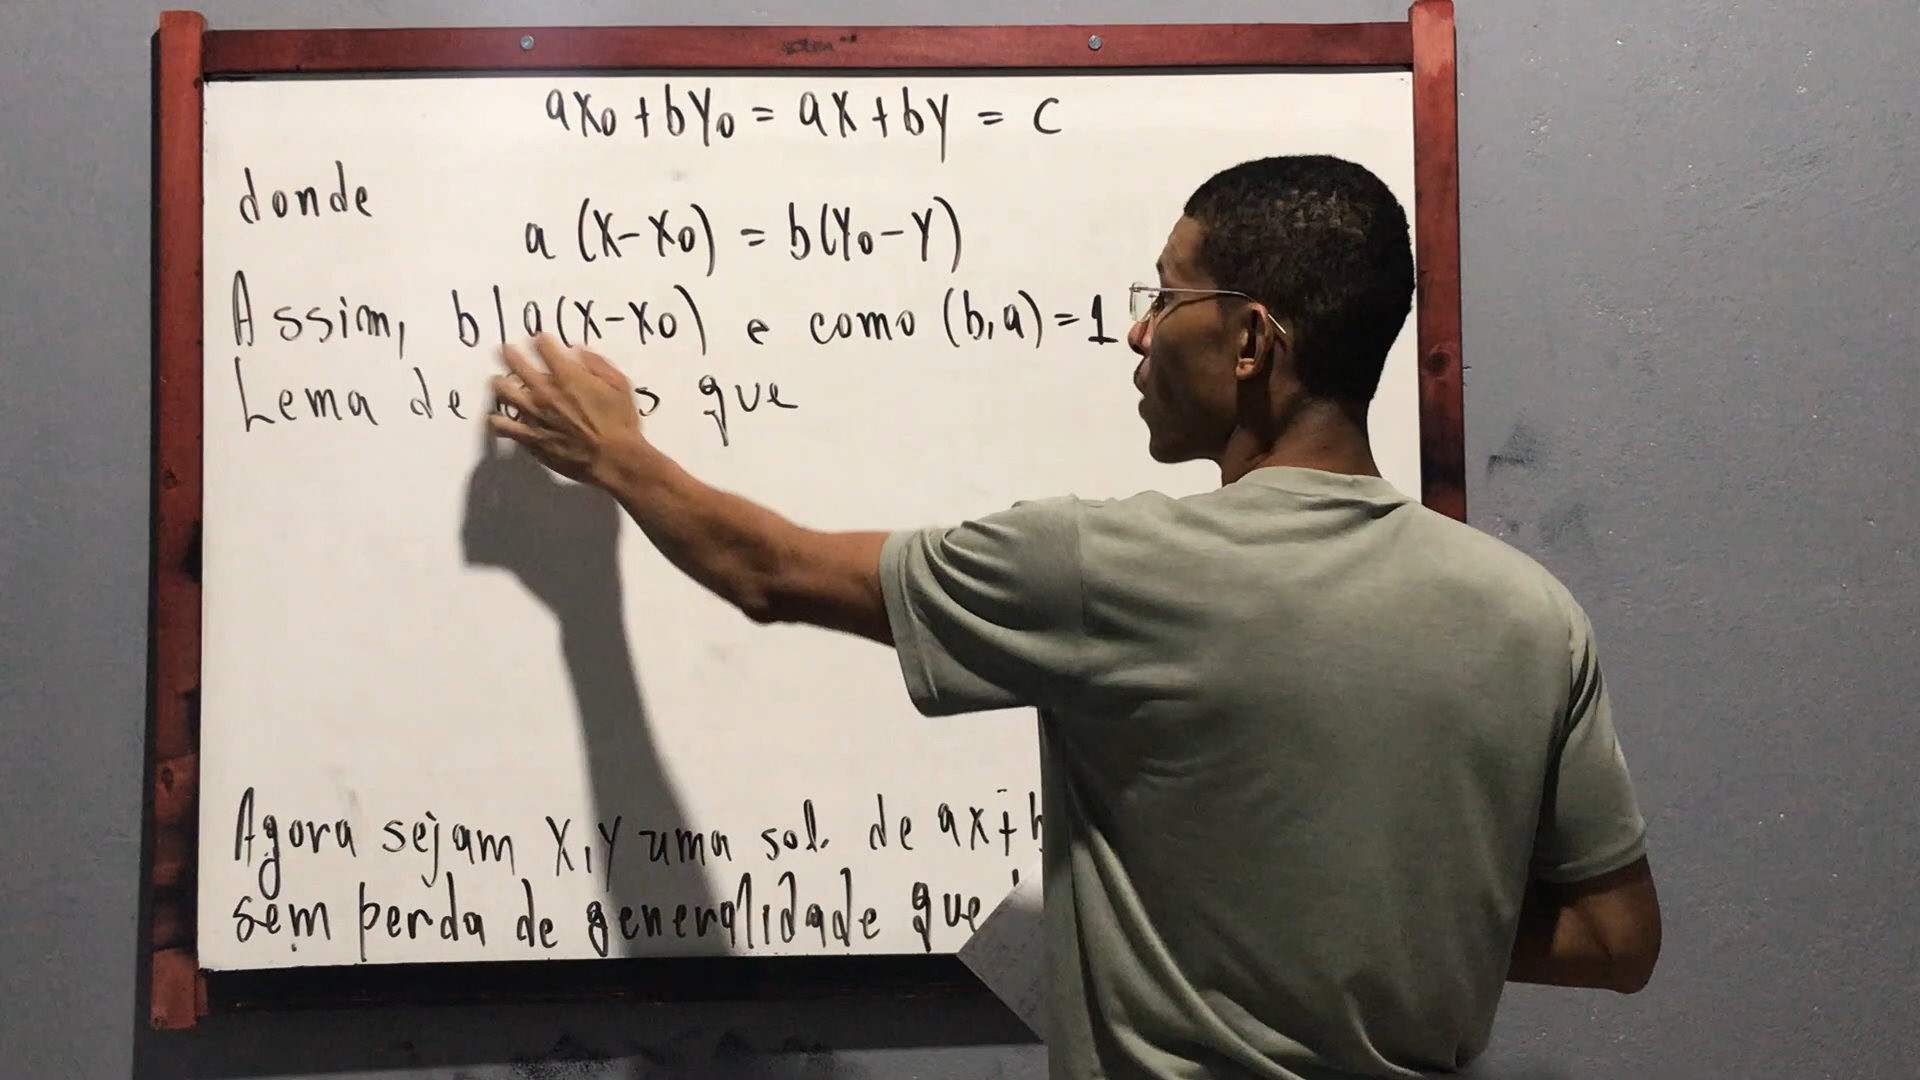 ax₀ + by₀ = ax + by = c
donde
a (x-x₀) = b(y₀-y)
Assim, b|a(x-x₀) e como (b,a)=1
Lema de que
Agora sejam x,y uma sol. de ax+
sem perda de generalidade que